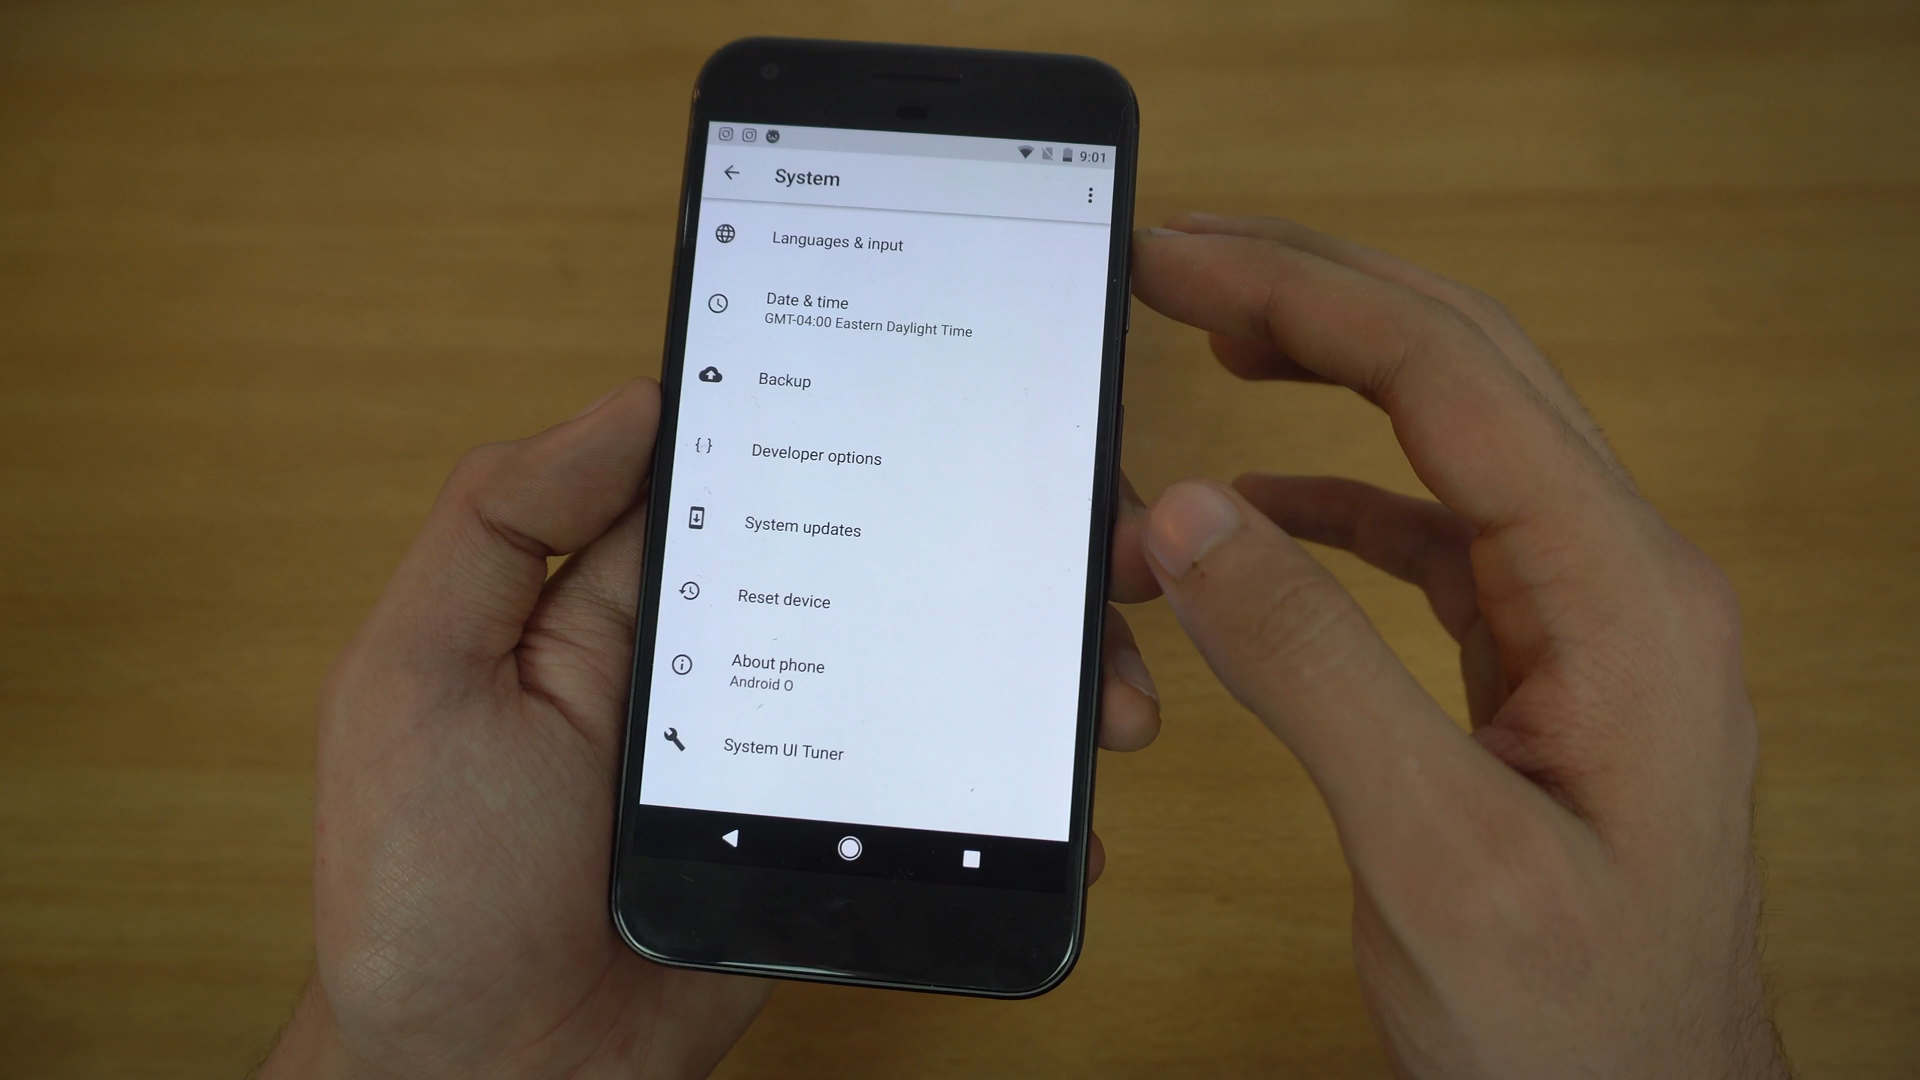 9:01
System
Languages & input
Date & time
GMT-04:00 Eastern Daylight Time
Backup
Developer options
System updates
Reset device
About phone
Android O
System UI Tuner